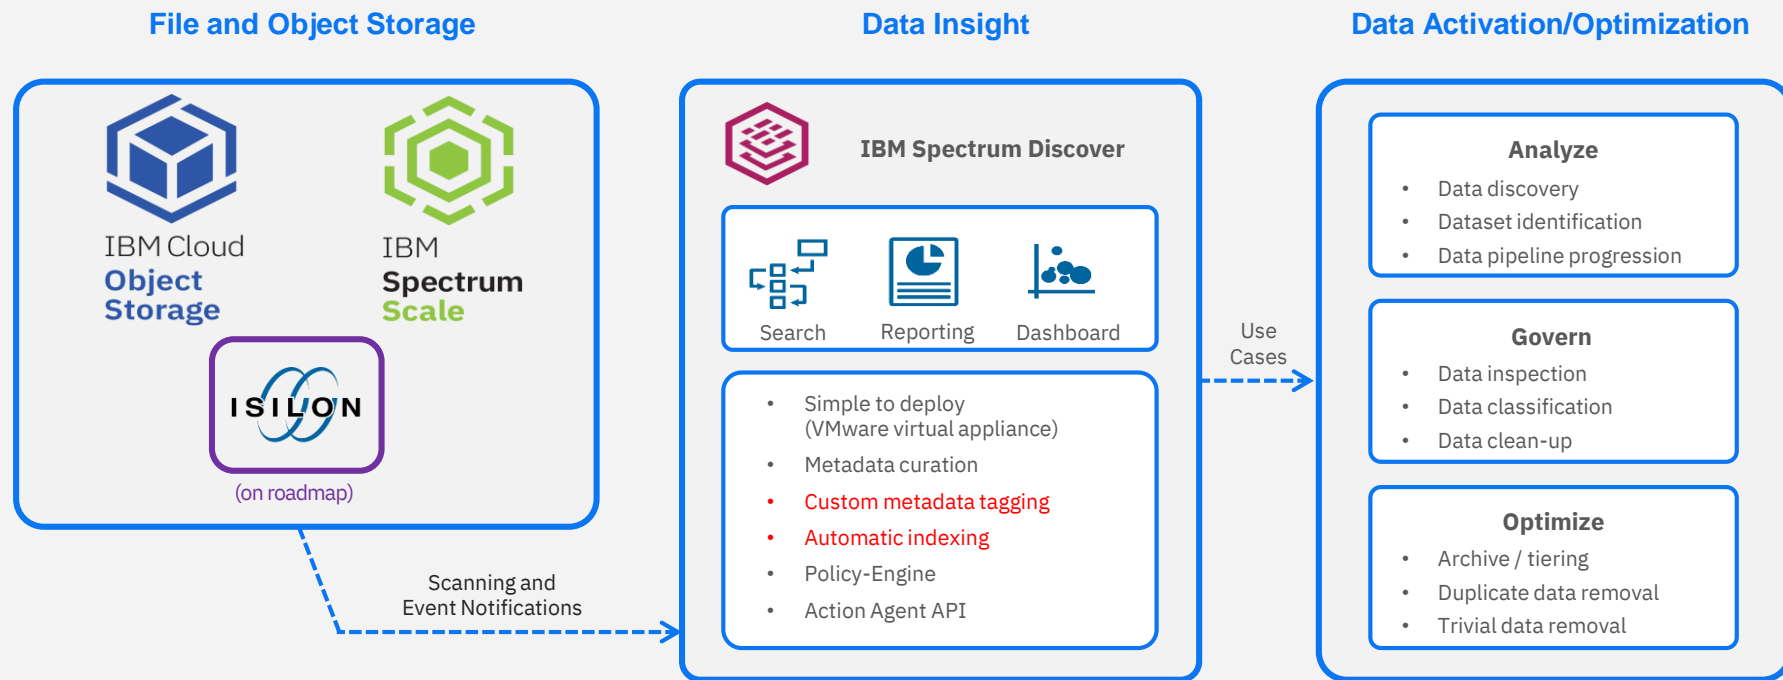 File and Object Storage
IBM Cloud
Object
Storage
IBM
Spectrum
Scale
ISILON
(on roadmap)
Scanning and
Event Notifications
Data Insight
IBM Spectrum Discover
Search
Reporting
Dashboard
• Simple to deploy
(VMware virtual appliance)
• Metadata curation
• Custom metadata tagging
• Automatic indexing
• Policy-Engine
• Action Agent API
Use
Cases
Data Activation/Optimization
Analyze
• Data discovery
• Dataset identification
• Data pipeline progression
Govern
• Data inspection
• Data classification
• Data clean-up
Optimize
• Archive / tiering
• Duplicate data removal
• Trivial data removal